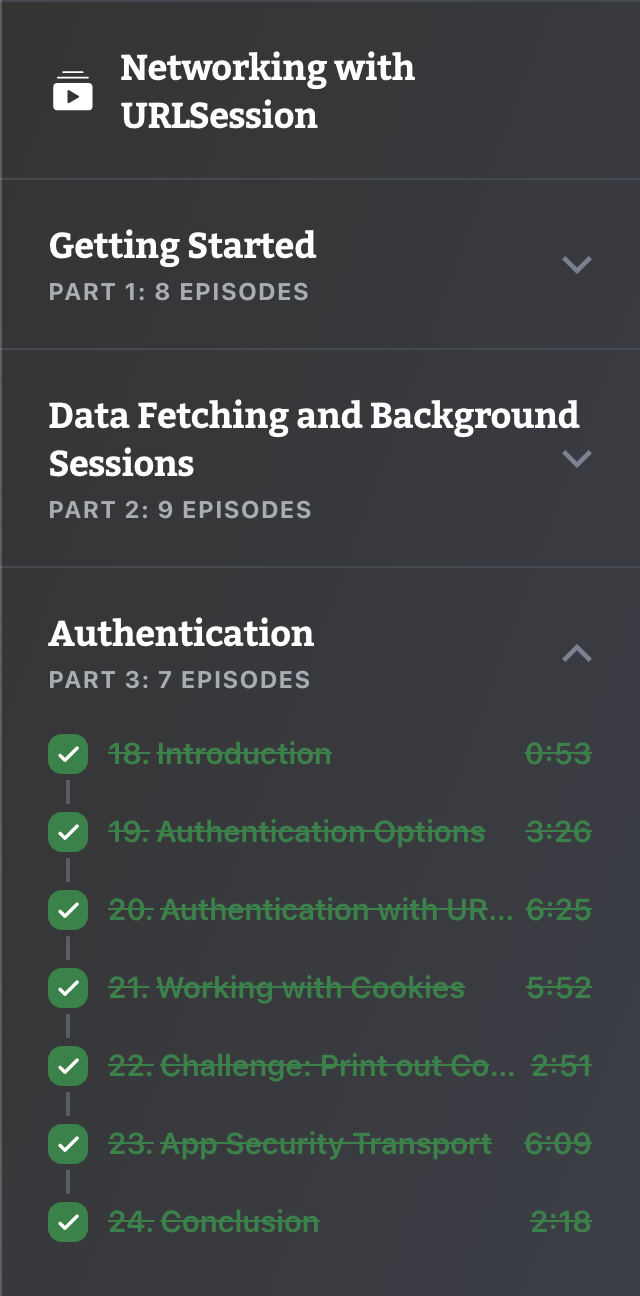 Networking with
URLSession
Getting Started
PART 1: 8 EPISODES
Data Fetching and Background
Sessions
PART 2: 9 EPISODES
Authentication
PART 3: 7 EPISODES
18. Introduction 0:53
19. Authentication Options 3:26
20. Authentication with UR... 6:25
21. Working with Cookies 5:52
22. Challenge: Print out Co... 2:51
23. App Security Transport 6:09
24. Conclusion 2:18